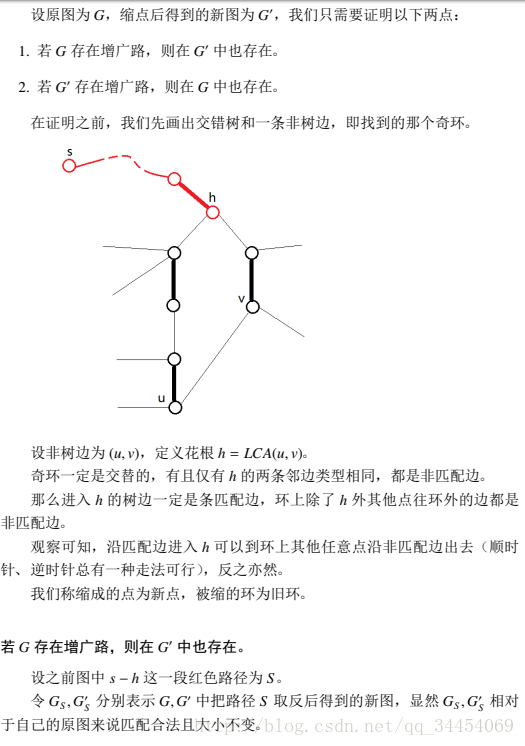 设原图为 G，缩点后得到的新图为 G′，我们只需要证明以下两点：
1. 若 G 存在增广路，则在 G′ 中也存在。
2. 若 G′ 存在增广路，则在 G 中也存在。
在证明之前，我们先画出交错树和一条非树边，即找到的那个奇环。
s
h
v
u
设非树边为 (u, v)，定义花根 h = LCA(u, v)。
奇环一定是交替的，有且仅有 h 的两条邻边类型相同，都是非匹配边。
那么进入 h 的树边一定是条匹配边，环上除了 h 外其他点往环外的边都是
非匹配边。
观察可知，沿匹配边进入 h 可以到环上其他任意点沿非匹配边出去（顺时
针、逆时针总有一种走法可行），反之亦然。
我们称缩成的点为新点，被缩的环为旧环。
若 G 存在增广路，则在 G′ 中也存在。
设之前图中 s − h 这一段红色路径为 S。
令 G_S, G′_S 分别表示 G, G′ 中把路径 S 取反后得到的新图，显然 G_S, G′_S 相对
于自己的原图来说匹配合法且大小不变。
http://blog.csdn.net/qq_34454069